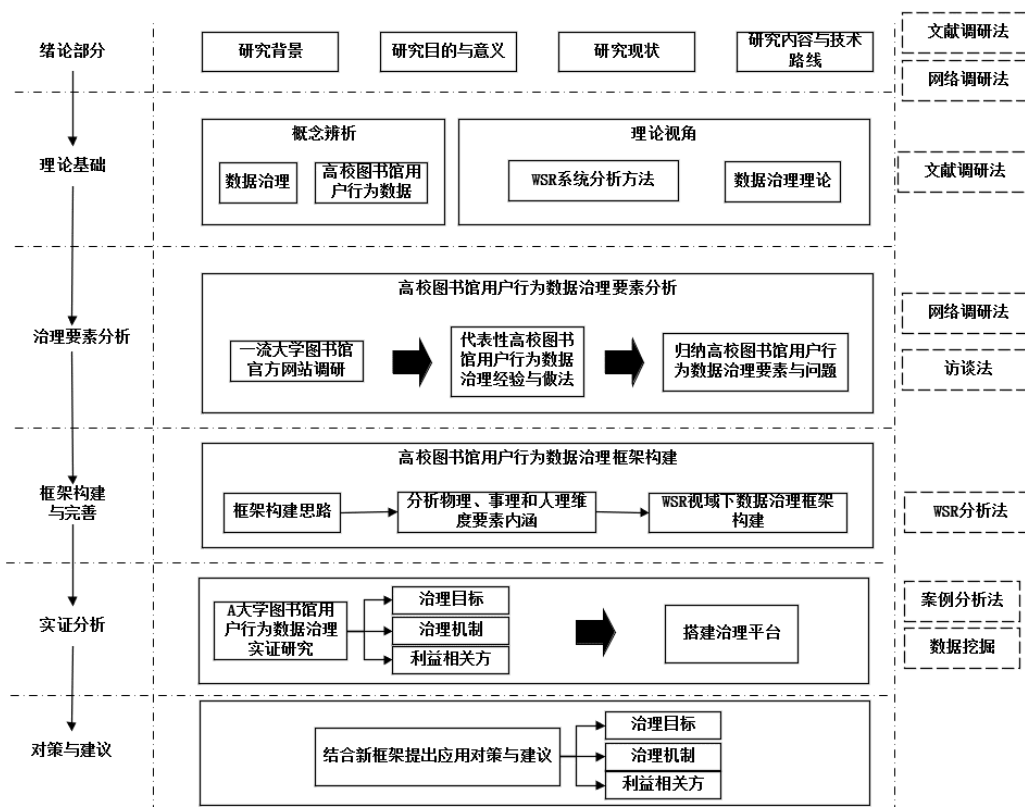 绪论部分
研究背景
研究目的与意义
研究现状
研究内容与技术
路线
文献调研法
网络调研法
理论基础
概念辨析
数据治理
高校图书馆用
户行为数据
理论视角
WSR系统分析方法
数据治理理论
文献调研法
治理要素分析
高校图书馆用户行为数据治理要素分析
一流大学图书馆
官方网站调研
代表性高校图书
馆用户行为数据
治理经验与做法
归纳高校图书馆用户行
为数据治理要素与问题
网络调研法
访谈法
框架构建
与完善
高校图书馆用户行为数据治理框架构建
框架构建思路
分析物理、事理和人理维
度要素内涵
WSR视域下数据治理框架
构建
WSR分析法
实证分析
A大学图书馆用
户行为数据治理
实证研究
治理目标
治理机制
利益相关方
搭建治理平台
案例分析法
数据挖掘
对策与建议
结合新框架提出应用对策与建议
治理目标
治理机制
利益相关方